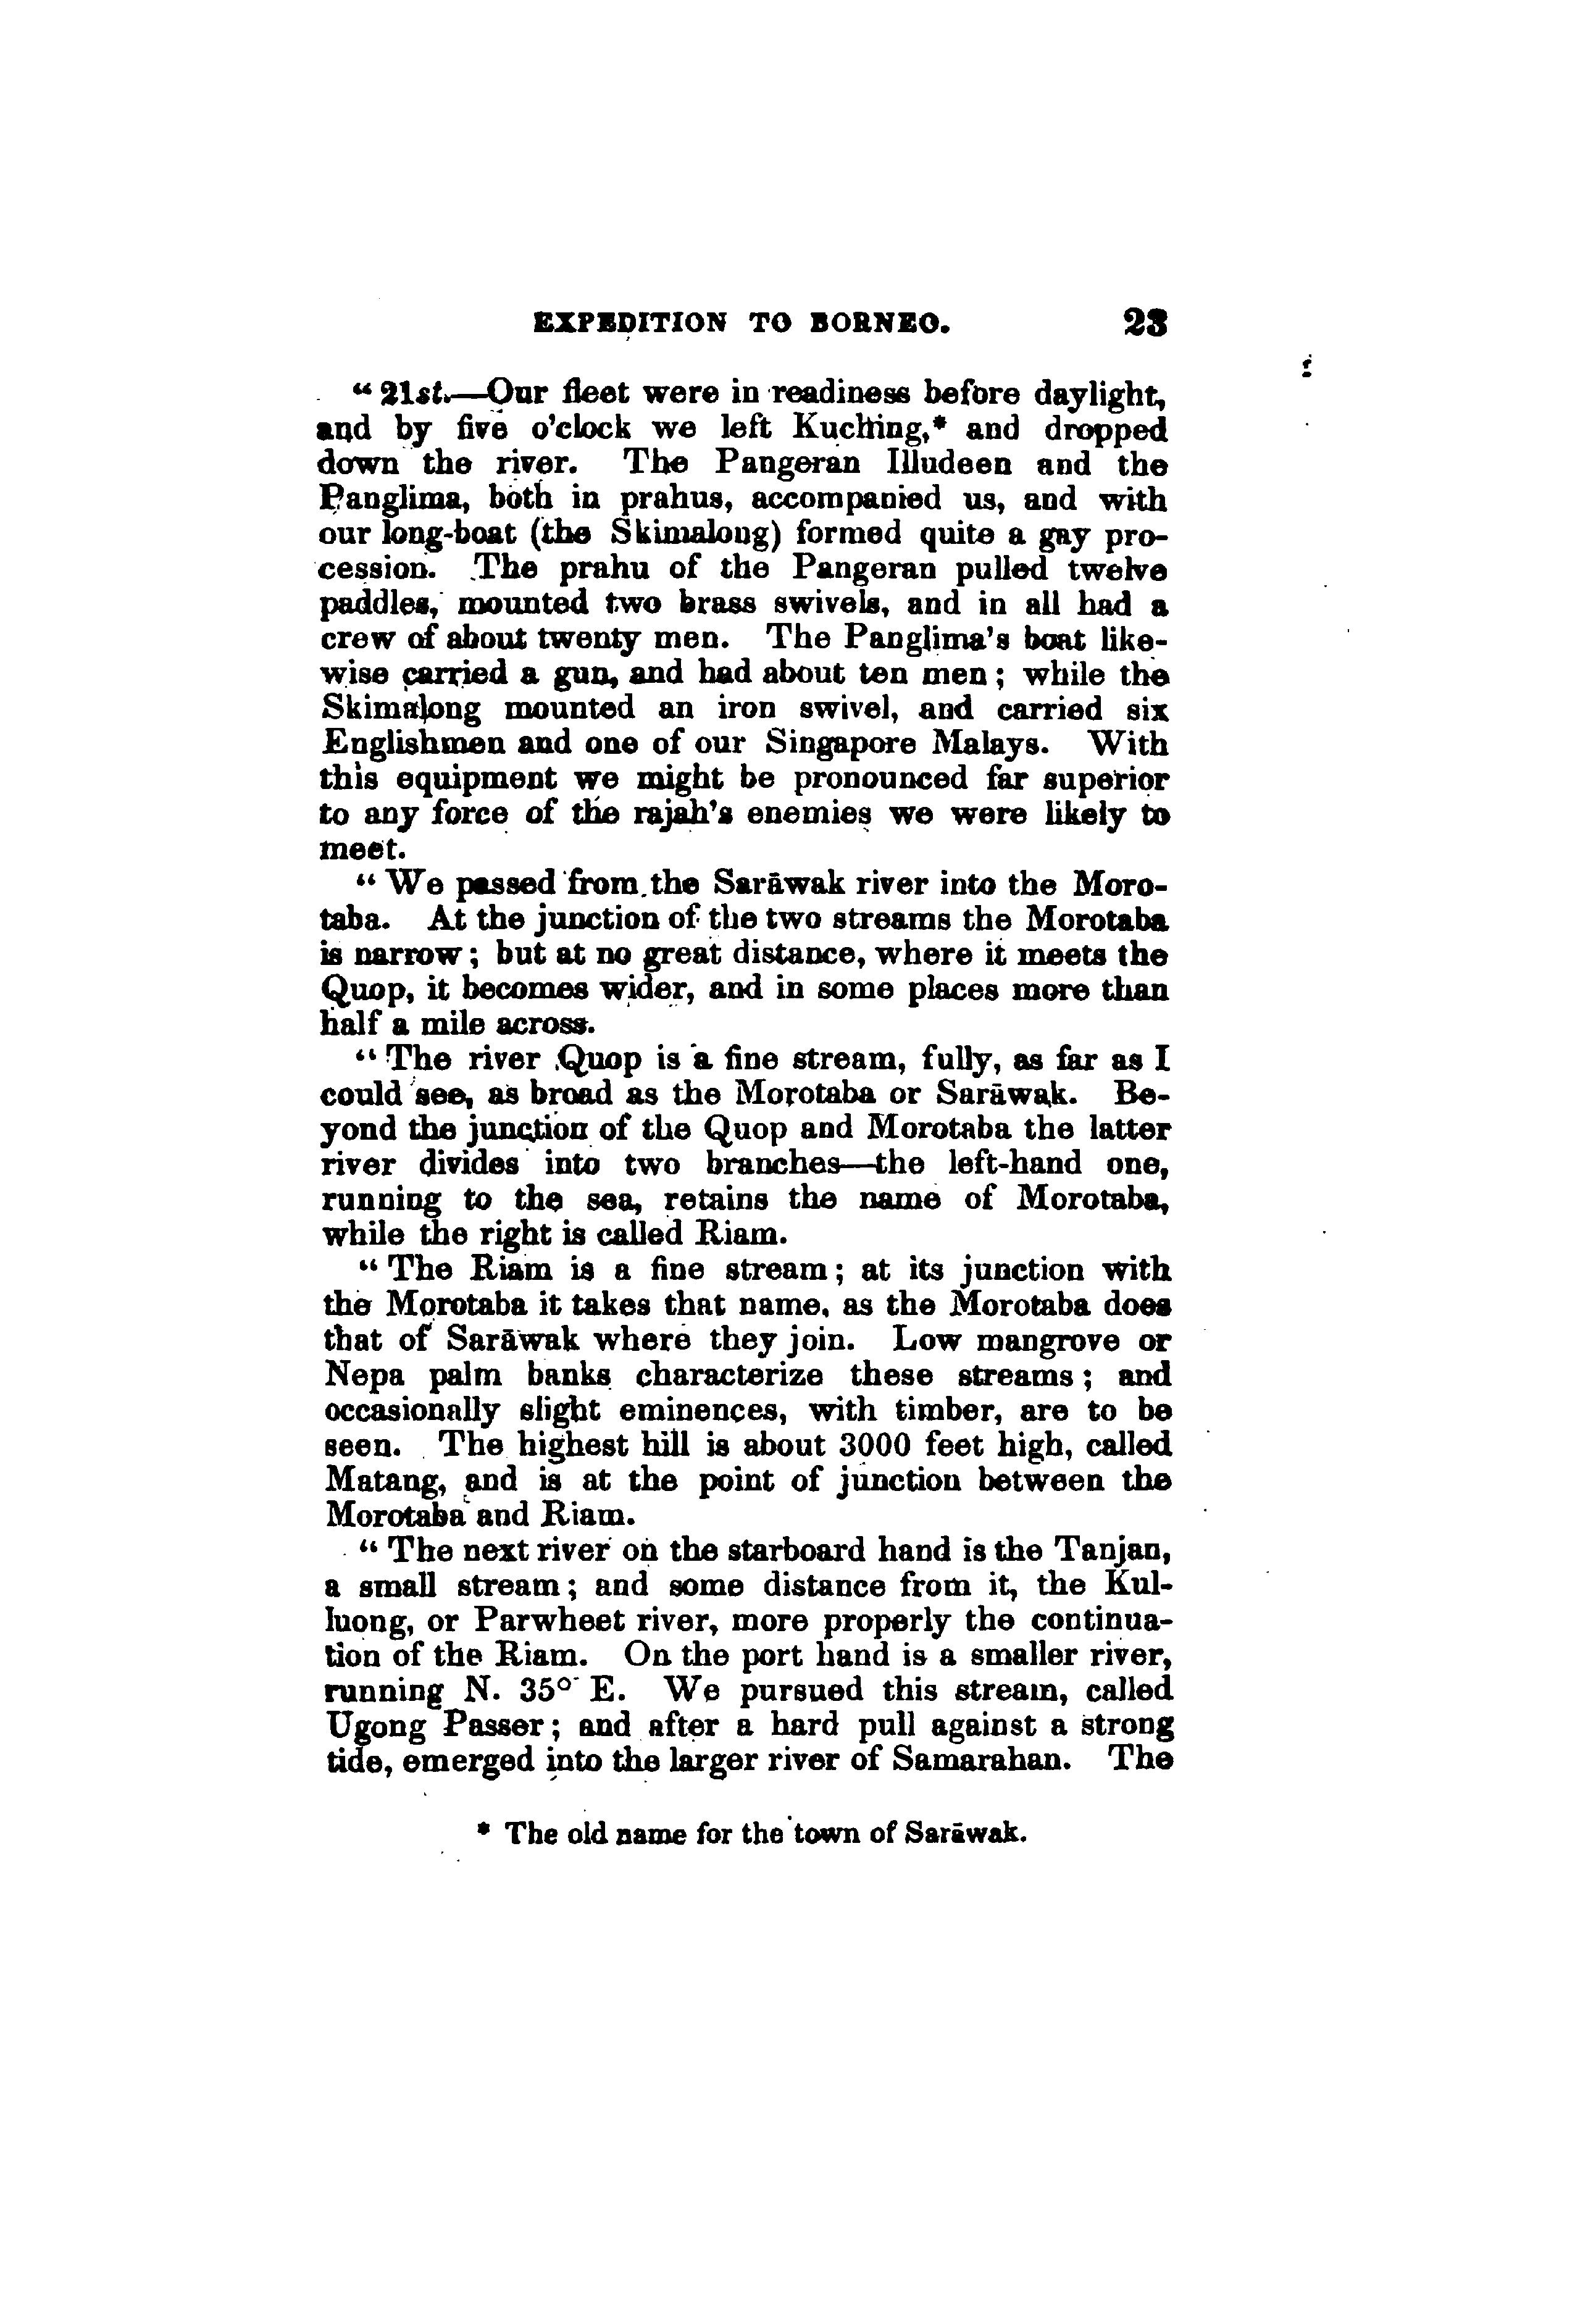 EXPEDITION TO BORNEO. 23
“21st.—Our fleet were in readiness before daylight,
and by five o'clock we left Kuching,* and dropped
down the river. The Pangeran Illudeen and the
Panglima, both in prahus, accompanied us, and with
our long-boat (the Skimalong) formed quite a gay pro-
cession. The prahu of the Pangeran pulled twelve
paddles, mounted two brass swivels, and in all had a
crew of about twenty men. The Panglima's boat like-
wise carried a gun, and had about ten men; while the
Skimalong mounted an iron swivel, and carried six
Englishmen and one of our Singapore Malays. With
this equipment we might be pronounced far superior
to any force of the rajah's enemies we were likely to
meet.
“We passed from the Sarāwak river into the Moro-
taba. At the junction of the two streams the Morotaba
is narrow; but at no great distance, where it meets the
Quop, it becomes wider, and in some places more than
half a mile across.
“The river Quop is a fine stream, fully, as far as I
could see, as broad as the Morotaba or Sarāwak. Be-
yond the junction of the Quop and Morotaba the latter
river divides into two branches—the left-hand one,
running to the sea, retains the name of Morotaba,
while the right is called Riam.
“The Riam is a fine stream; at its junction with
the Morotaba it takes that name, as the Morotaba does
that of Sarāwak where they join. Low mangrove or
Nepa palm banks characterize these streams; and
occasionally slight eminences, with timber, are to be
seen. The highest hill is about 3000 feet high, called
Matang, and is at the point of junction between the
Morotaba and Riam.
“The next river on the starboard hand is the Tanjan,
a small stream; and some distance from it, the Kul-
luong, or Parwheet river, more properly the continua-
tion of the Riam. On the port hand is a smaller river,
running N. 35° E. We pursued this stream, called
Ugong Passer; and after a hard pull against a strong
tide, emerged into the larger river of Samarahan. The
* The old name for the town of Sarāwak.